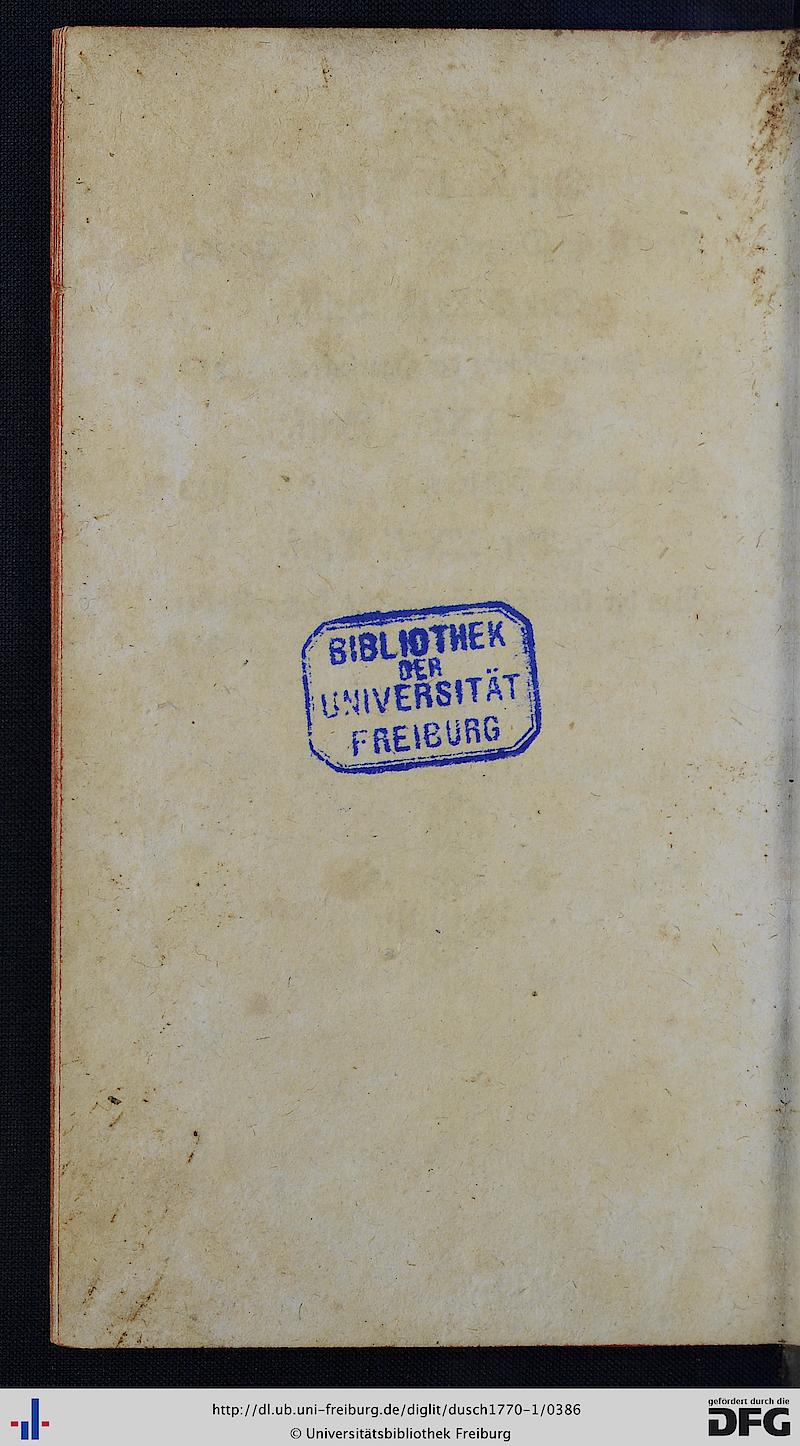 BIBLIOTHEK
DER
UNIVERSITÄT
FREIBURG
http://dl.ub.uni-freiburg.de/diglit/dusch1770-1/0386
© Universitätsbibliothek Freiburg
gefördert durch die
DFG